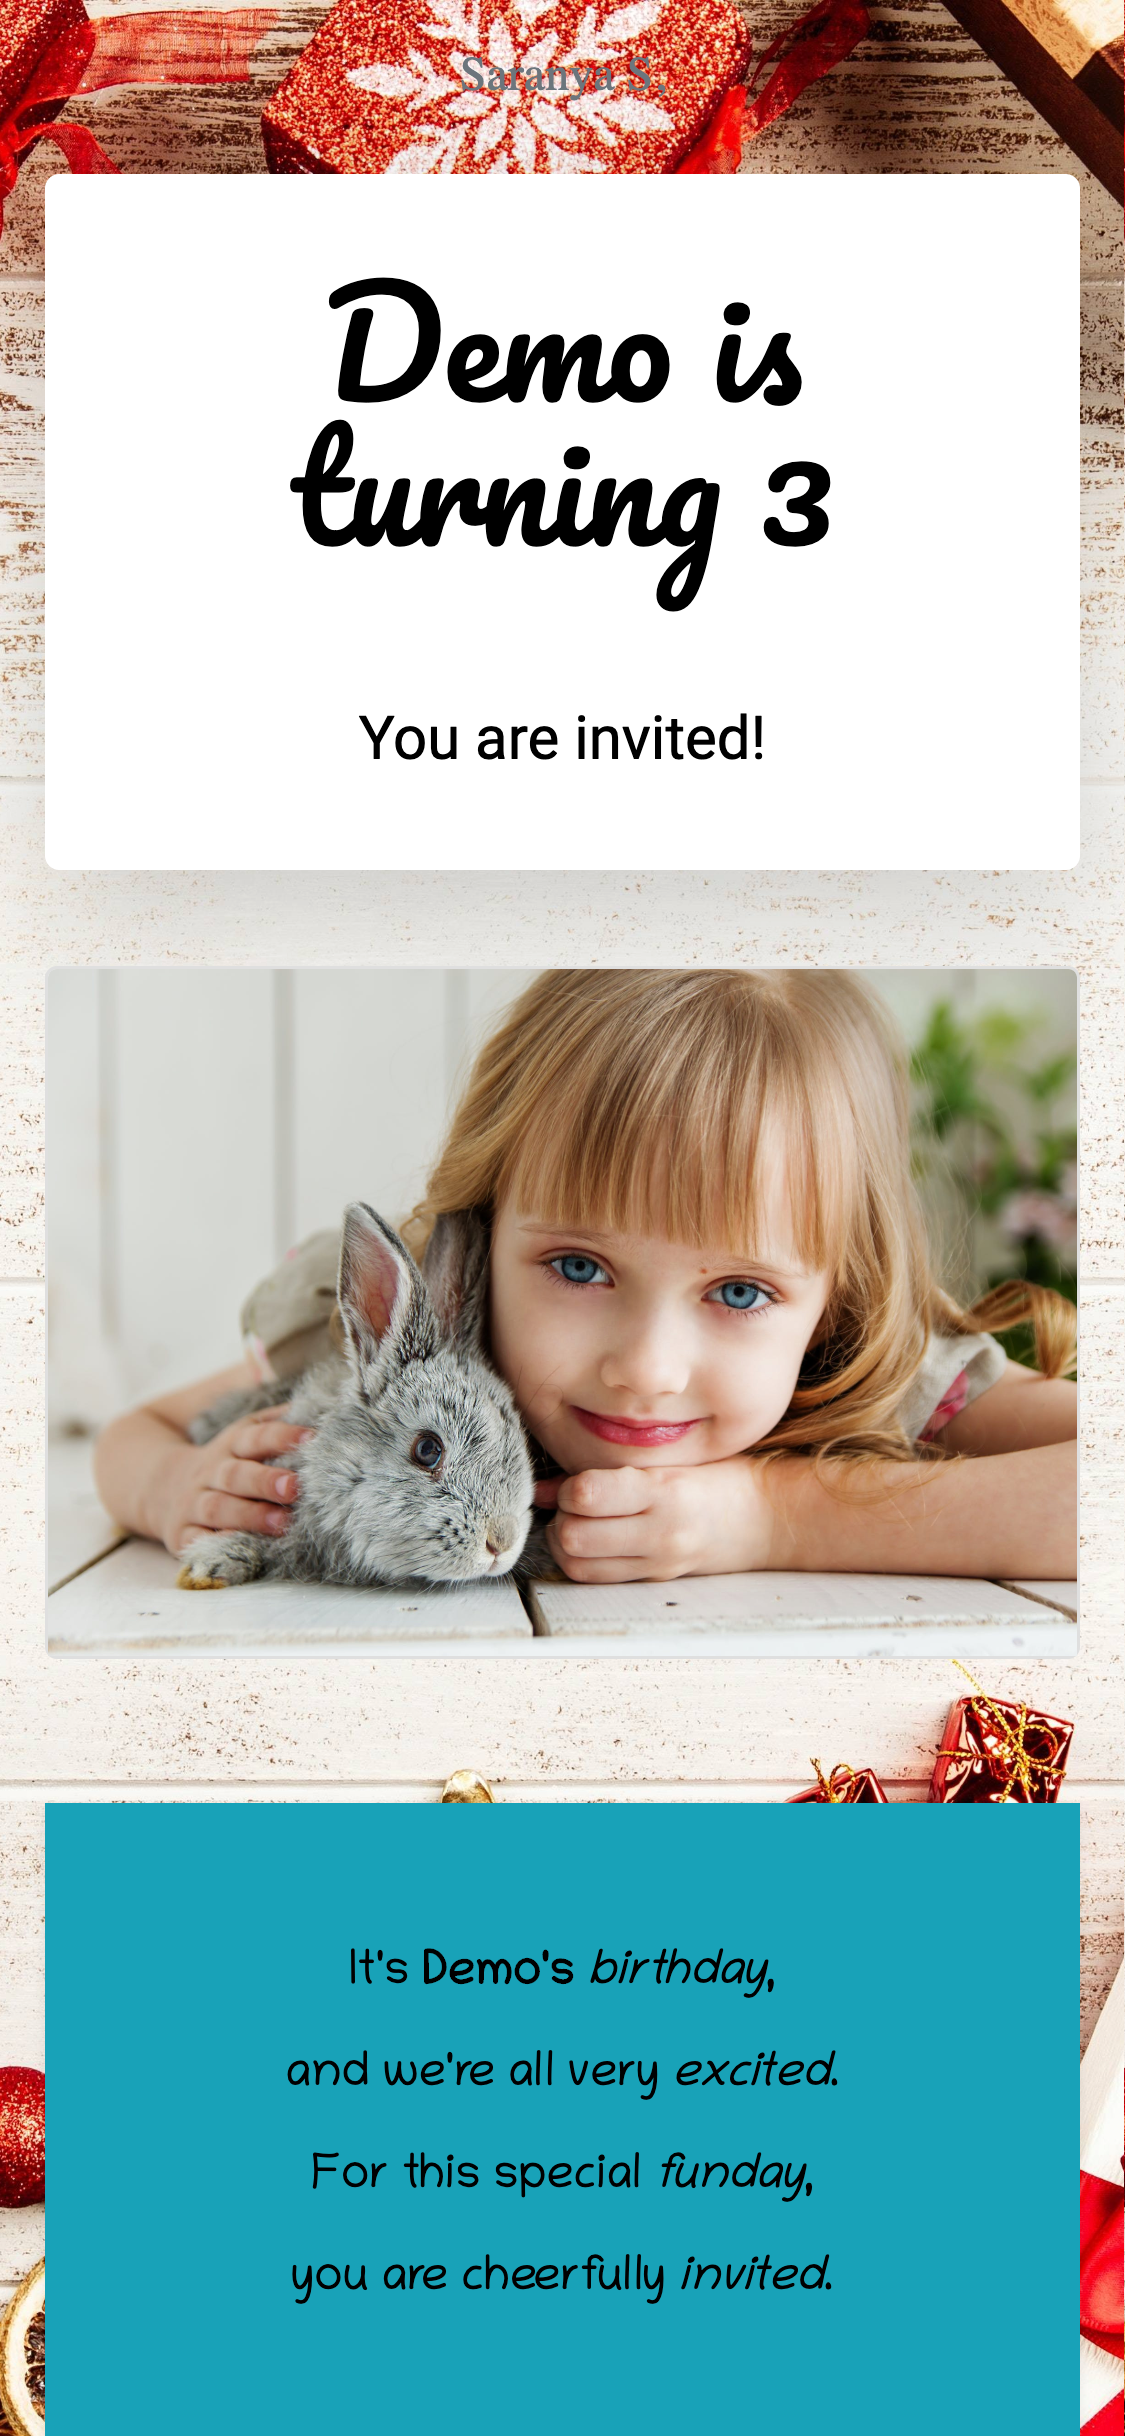 Saranya S,
Demo is
turning 3
You are invited!
It's Demo's birthday,
and we're all very excited.
For this special funday,
you are cheerfully invited.